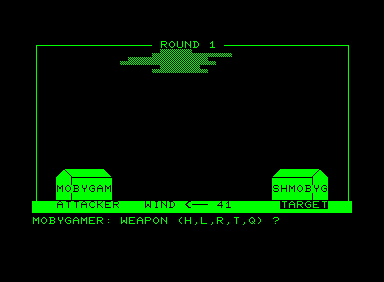 ROUND 1
MOBYGAM SHMOBYG
ATTACKER WIND <── 41 TARGET
MOBYGAMER: WEAPON (H,L,R,T,Q) ?